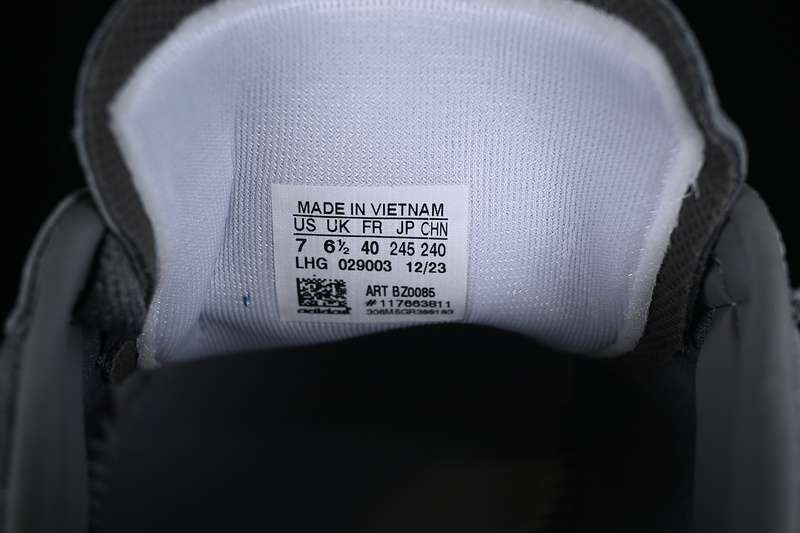 MADE IN VIETNAM
US UK FR JP CHN
7 6½ 40 245 240
LHG 029003 12/23
ART BZ0085
#117663811
adidas